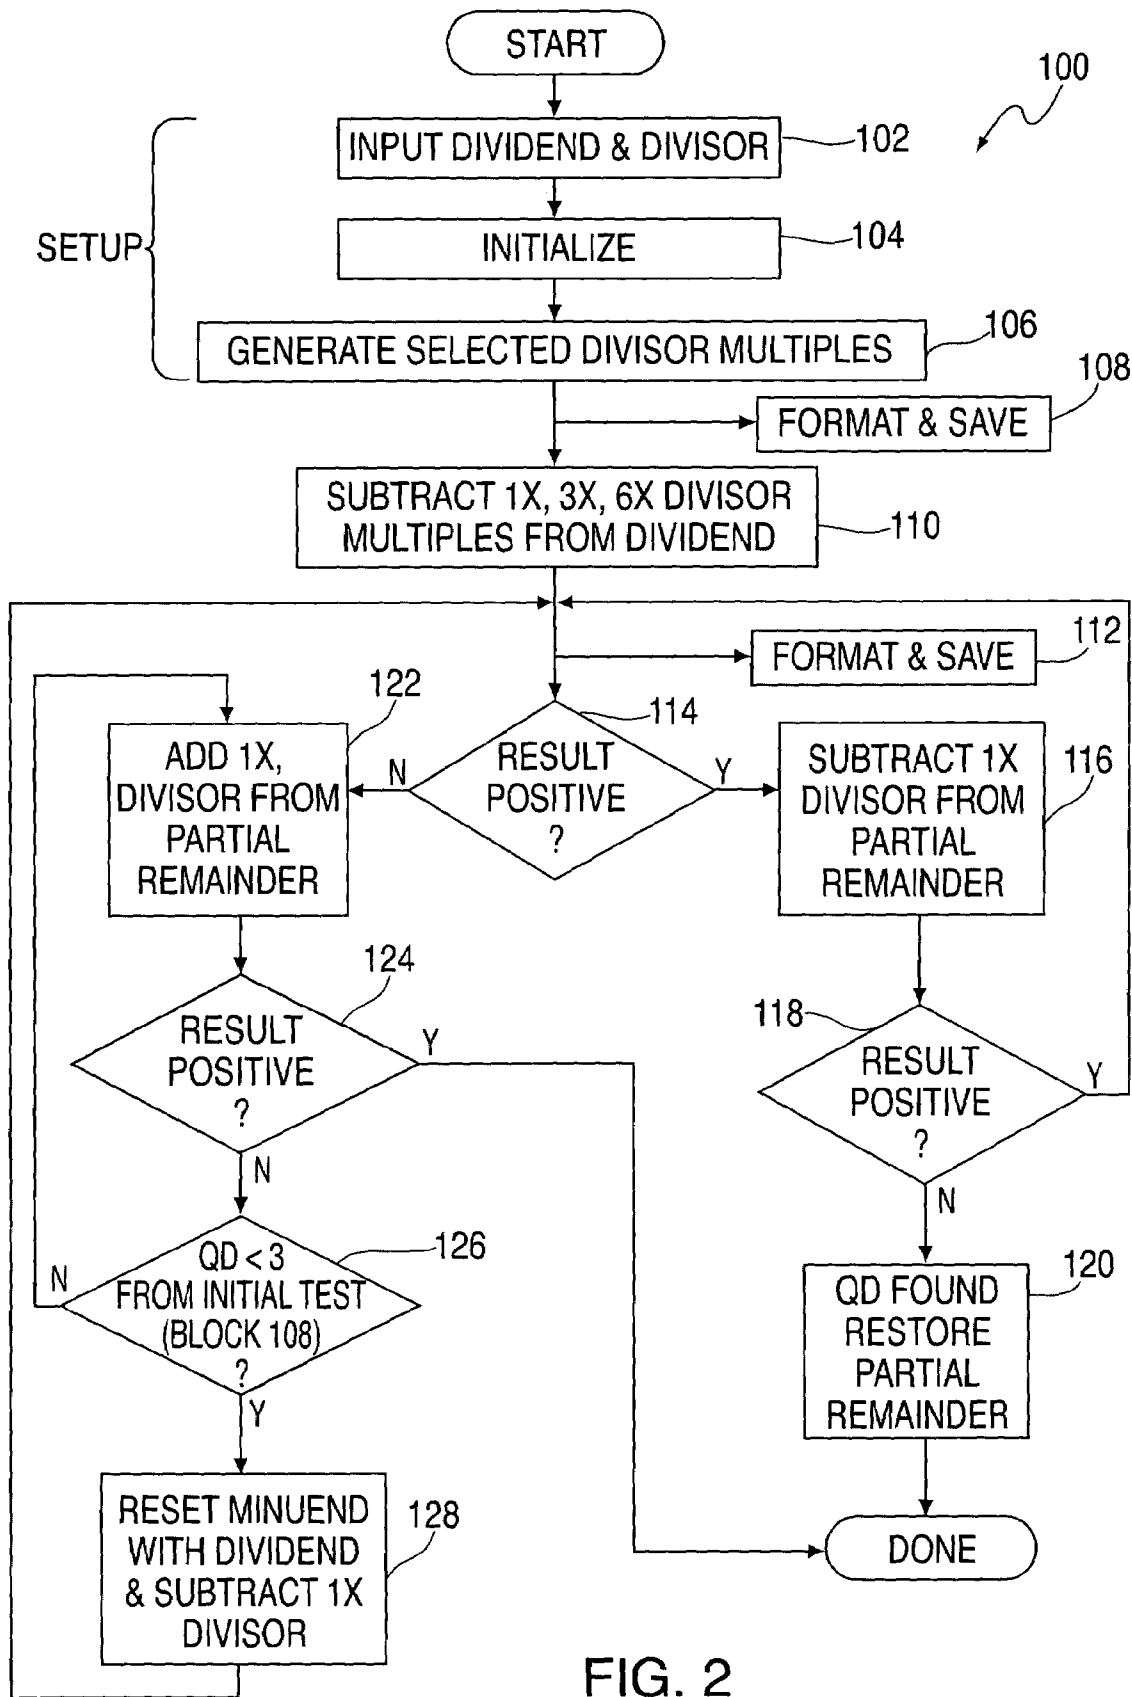 START
100
INPUT DIVIDEND & DIVISOR
102
SETUP
INITIALIZE
104
GENERATE SELECTED DIVISOR MULTIPLES
106
108
FORMAT & SAVE
SUBTRACT 1X, 3X, 6X DIVISOR
MULTIPLES FROM DIVIDEND
110
FORMAT & SAVE
112
122
ADD 1X,
DIVISOR FROM
PARTIAL
REMAINDER
N
114
RESULT
POSITIVE
?
Y
SUBTRACT 1X
DIVISOR FROM
PARTIAL
REMAINDER
116
124
RESULT
POSITIVE
?
Y
N
118
RESULT
POSITIVE
?
Y
N
126
QD < 3
FROM INITIAL TEST
(BLOCK 108)
?
N
Y
120
QD FOUND
RESTORE
PARTIAL
REMAINDER
RESET MINUEND
WITH DIVIDEND
& SUBTRACT 1X
DIVISOR
128
DONE
FIG. 2